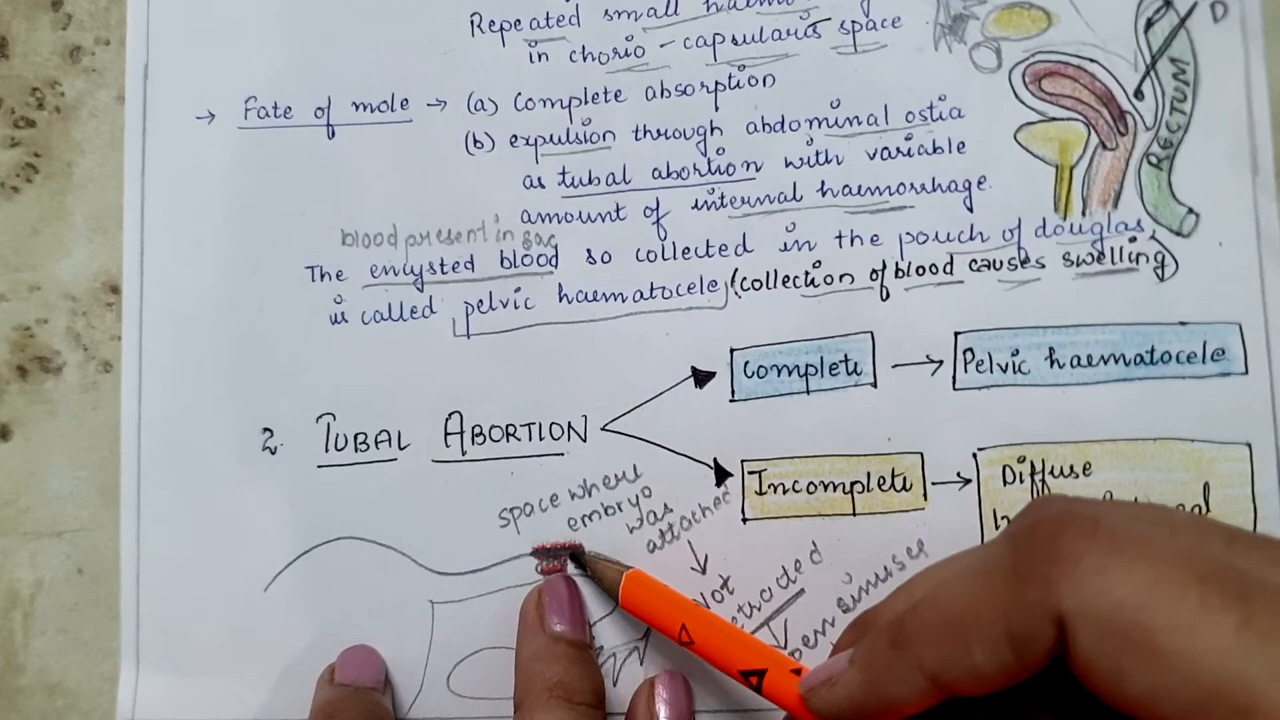 Repeated small
in chorio-capsularis space
→ Fate of mole → (a) Complete absorption
(b) expulsion through abdominal ostia
as tubal abortion with variable
amount of internal haemorrhage.
blood present in sac
The encysted blood so collected in the pouch of douglas,
is called pelvic haematocele (collection of blood causes swelling)
D
RECTUM
2. TUBAL ABORTION
Complete → Pelvic haematocele
Incomplete → Diffuse
space where
embryo
was
attached
↓
Not